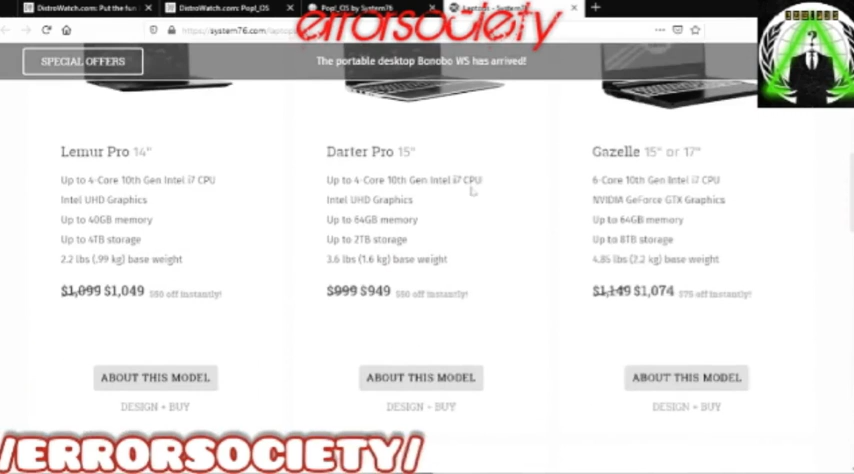 DistroWatch.com: Put the fun
DistroWatch.com: Pop!_OS
Pop!_OS by System76
Laptops - System76
https://system76.com/laptops
errorsociety
SPECIAL OFFERS
The portable desktop Bonobo WS has arrived!
Lemur Pro 14"
Up to 4-Core 10th Gen Intel i7 CPU
Intel UHD Graphics
Up to 40GB memory
Up to 4TB storage
2.2 lbs (.99 kg) base weight
$1,099 $1,049 $50 off instantly!
ABOUT THIS MODEL
DESIGN + BUY
Darter Pro 15"
Up to 4-Core 10th Gen Intel i7 CPU
Intel UHD Graphics
Up to 64GB memory
Up to 2TB storage
3.6 lbs (1.6 kg) base weight
$999 $949 $50 off instantly!
ABOUT THIS MODEL
DESIGN + BUY
Gazelle 15" or 17"
6-Core 10th Gen Intel i7 CPU
NVIDIA GeForce GTX Graphics
Up to 64GB memory
Up to 8TB storage
4.85 lbs (2.2 kg) base weight
$1,149 $1,074 $75 off instantly!
ABOUT THIS MODEL
DESIGN + BUY
/ERRORSOCIETY/